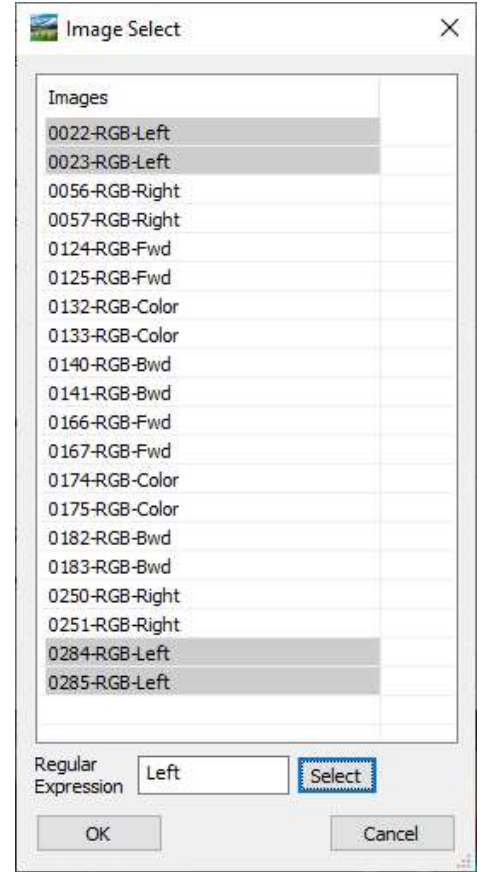 Image Select
Images
0022-RGB-Left
0023-RGB-Left
0056-RGB-Right
0057-RGB-Right
0124-RGB-Fwd
0125-RGB-Fwd
0132-RGB-Color
0133-RGB-Color
0140-RGB-Bwd
0141-RGB-Bwd
0166-RGB-Fwd
0167-RGB-Fwd
0174-RGB-Color
0175-RGB-Color
0182-RGB-Bwd
0183-RGB-Bwd
0250-RGB-Right
0251-RGB-Right
0284-RGB-Left
0285-RGB-Left
Regular
Expression
Left
Select
OK
Cancel